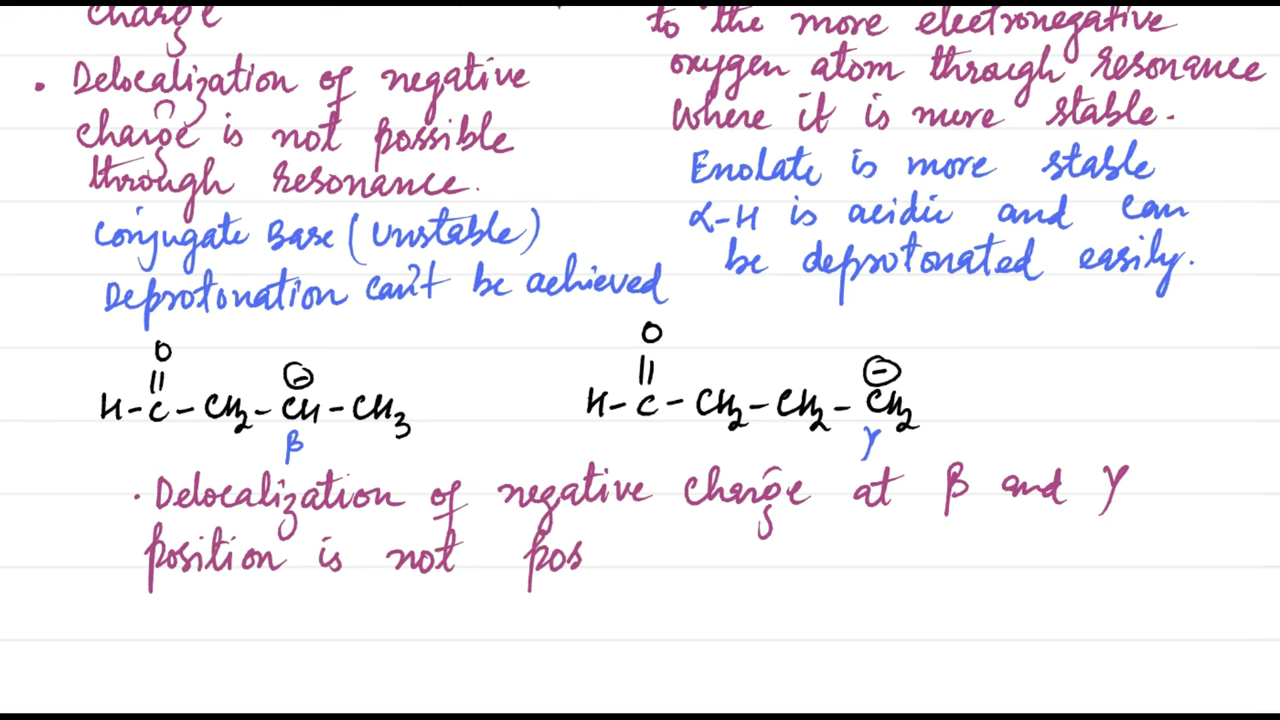 charge
• Delocalization of negative
charge is not possible
through resonance.
Conjugate Base (Unstable)
Deprotonation can't be achieved
to the more electronegative
oxygen atom through resonance
where it is more stable.
Enolate is more stable
α-H is acidic and can
be deprotonated easily.
O
||
H-C-CH2-CH-CH3
⊖
β
O
||
H-C-CH2-CH2-CH2
⊖
γ
· Delocalization of negative charge at β and γ
position is not pos